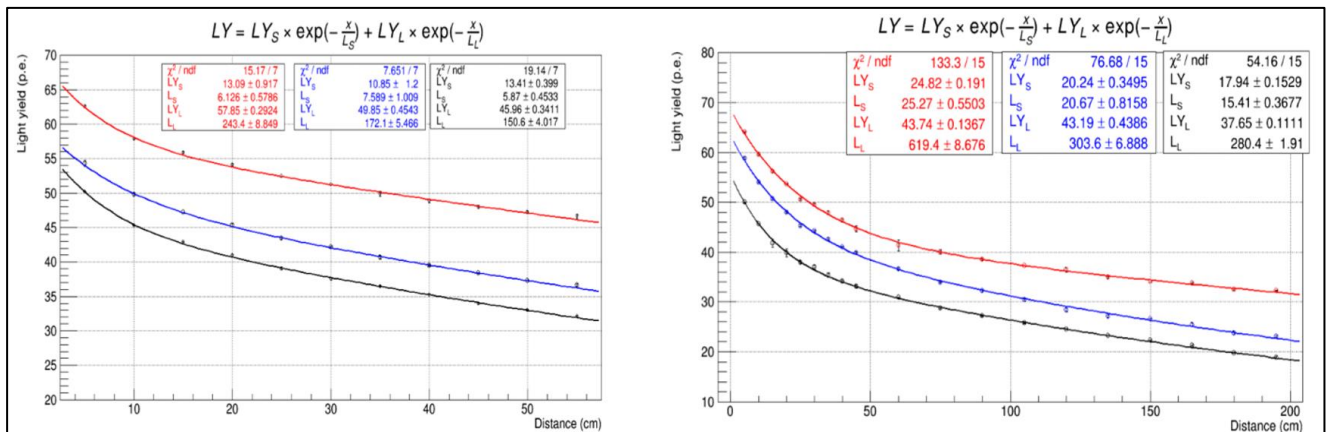 LY = LY_S × exp(-x/L_S) + LY_L × exp(-x/L_L)
Light yield (p.e.)
70
65
60
55
50
45
40
35
30
25
20
χ² / ndf 15.17 / 7
LY_S 13.09 ± 0.917
L_S 6.126 ± 0.5786
LY_L 57.85 ± 0.2924
L_L 243.4 ± 8.849
χ² / ndf 7.651 / 7
LY_S 10.85 ± 1.2
L_S 7.589 ± 1.009
LY_L 49.85 ± 0.4543
L_L 172.1 ± 5.466
χ² / ndf 19.14 / 7
LY_S 13.41 ± 0.399
L_S 5.87 ± 0.4533
LY_L 45.96 ± 0.3411
L_L 150.6 ± 4.017
10 20 30 40 50
Distance (cm)
LY = LY_S × exp(-x/L_S) + LY_L × exp(-x/L_L)
Light yield (p.e.)
80
70
60
50
40
30
20
10
χ² / ndf 133.3 / 15
LY_S 24.82 ± 0.191
L_S 25.27 ± 0.5503
LY_L 43.74 ± 0.1367
L_L 619.4 ± 8.676
χ² / ndf 76.68 / 15
LY_S 20.24 ± 0.3495
L_S 20.67 ± 0.8158
LY_L 43.19 ± 0.4386
L_L 303.6 ± 6.888
χ² / ndf 54.16 / 15
LY_S 17.94 ± 0.1529
L_S 15.41 ± 0.3677
LY_L 37.65 ± 0.1111
L_L 280.4 ± 1.91
0 50 100 150 200
Distance (cm)